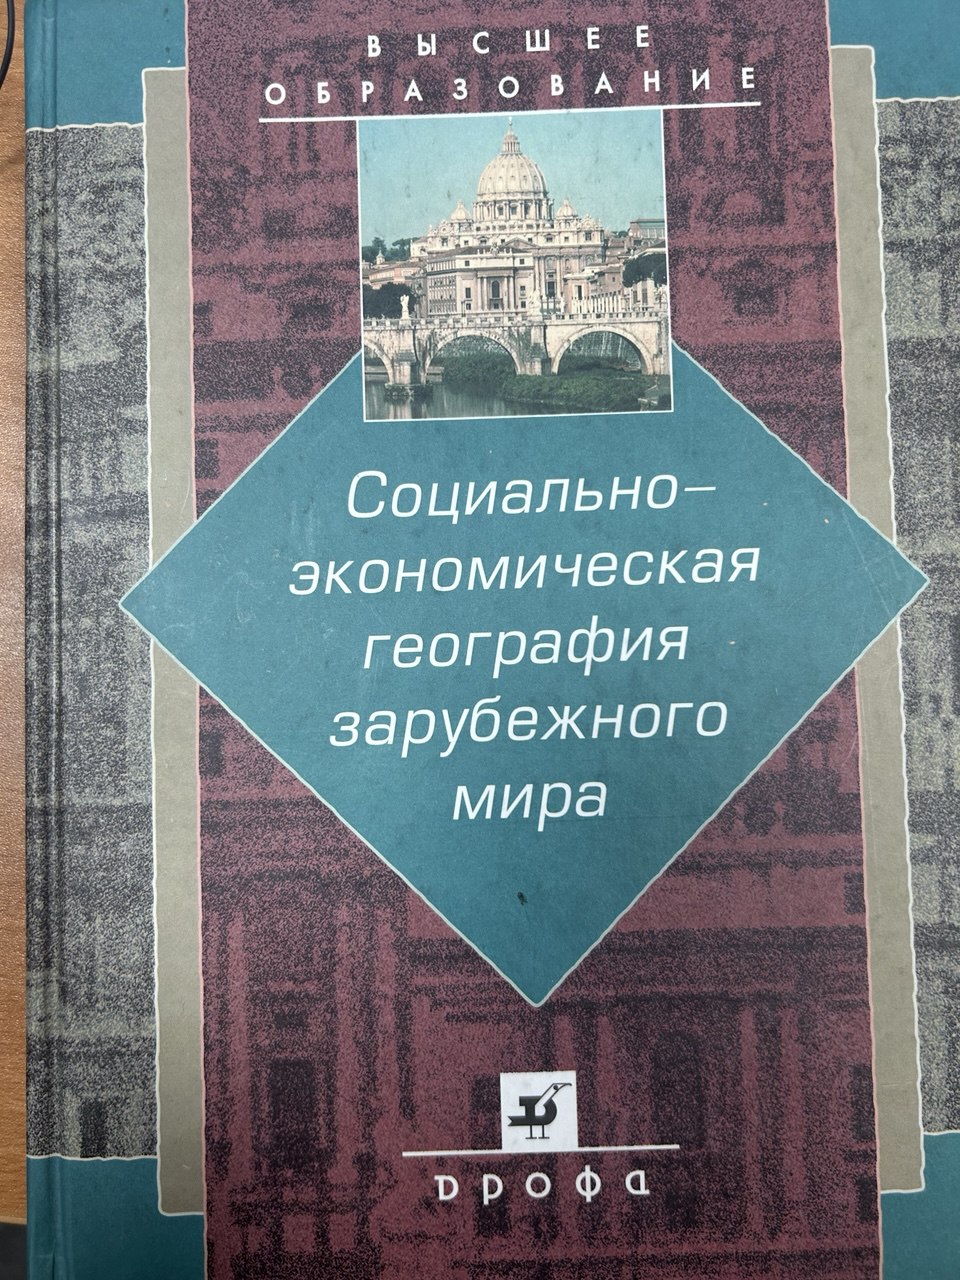 ВЫСШЕЕ
ОБРАЗОВАНИЕ
Социально–
экономическая
география
зарубежного
мира
дрофа